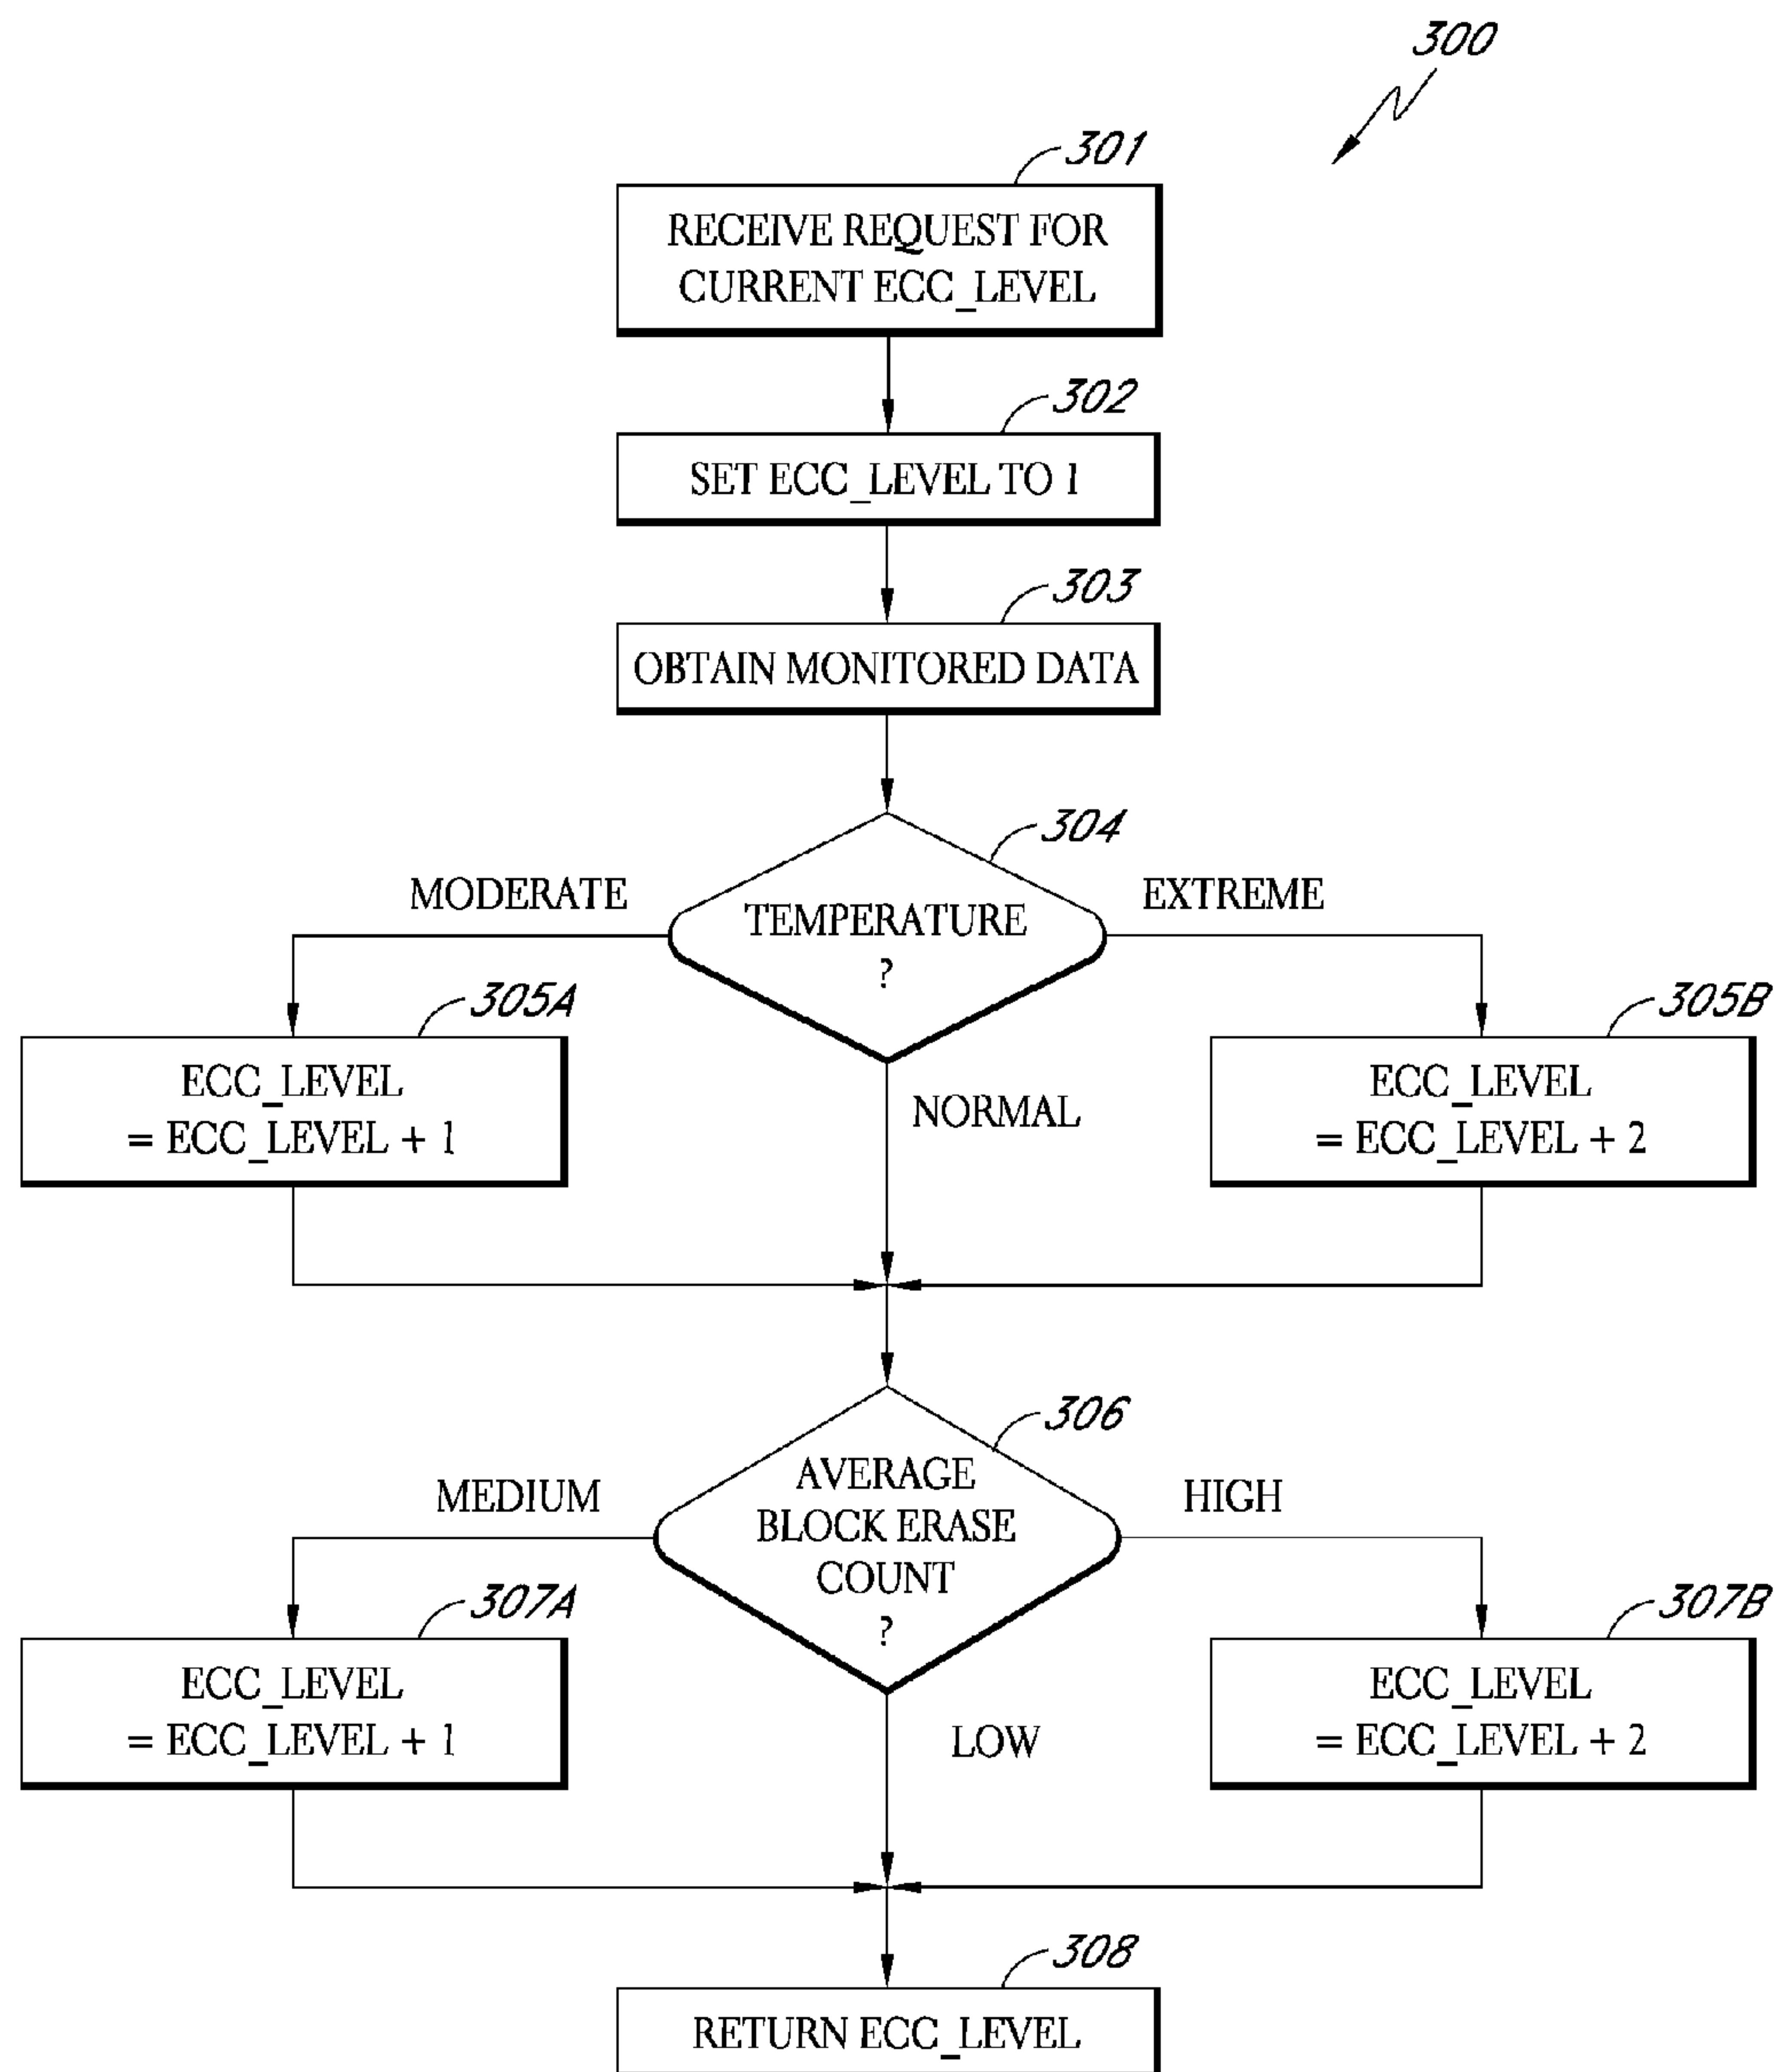 300
301
RECEIVE REQUEST FOR
CURRENT ECC_LEVEL
302
SET ECC_LEVEL TO 1
303
OBTAIN MONITORED DATA
304
MODERATE
EXTREME
TEMPERATURE
?
305A
305B
ECC_LEVEL
= ECC_LEVEL + 1
NORMAL
ECC_LEVEL
= ECC_LEVEL + 2
306
MEDIUM
HIGH
AVERAGE
BLOCK ERASE
COUNT
?
307A
307B
ECC_LEVEL
= ECC_LEVEL + 1
LOW
ECC_LEVEL
= ECC_LEVEL + 2
308
RETURN ECC_LEVEL